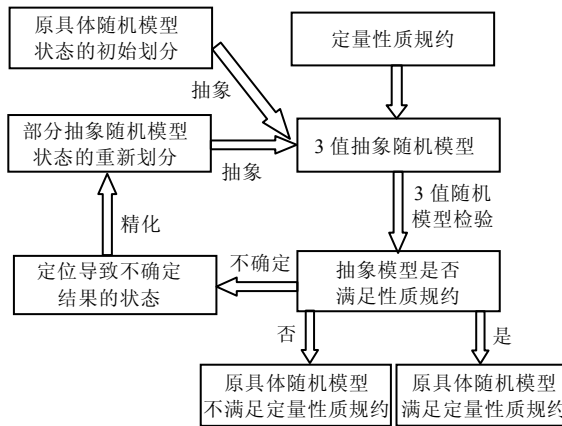 原具体随机模型
状态的初始划分
定量性质规约
抽象
部分抽象随机模型
状态的重新划分
抽象
3 值抽象随机模型
3 值随机
模型检验
精化
不确定
定位导致不确定
结果的状态
抽象模型是否
满足性质规约
否
是
原具体随机模型
不满足定量性质规约
原具体随机模型
满足定量性质规约